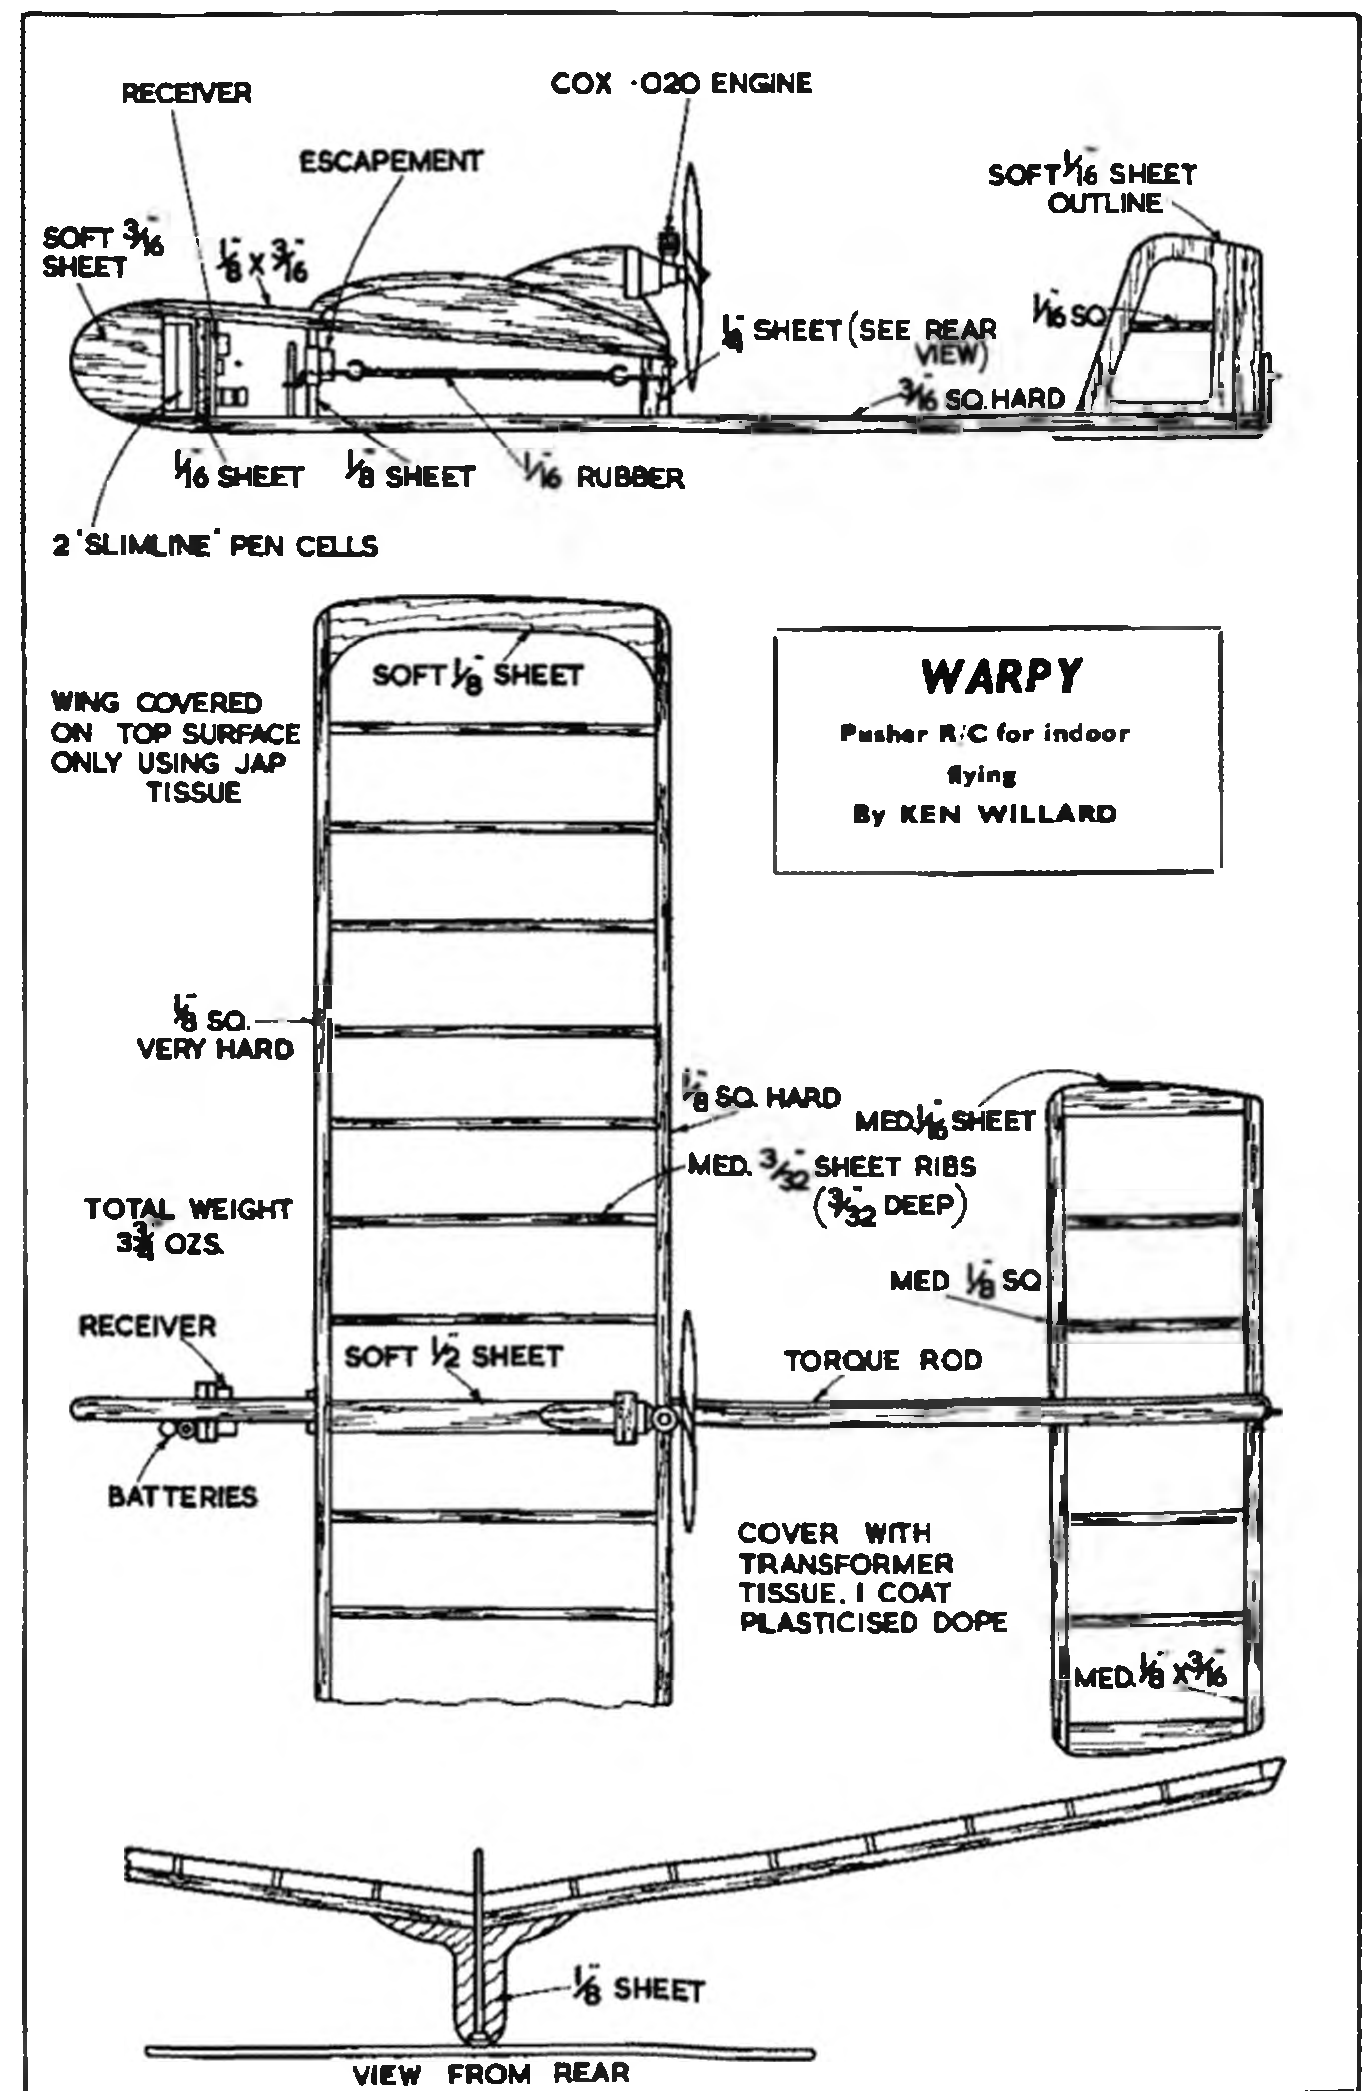 RECEIVER
COX .020 ENGINE
ESCAPEMENT
SOFT 1/16" SHEET
OUTLINE
SOFT 3/16"
SHEET
1/8" X 3/16"
1/16 SQ
SHEET (SEE REAR
VIEW)
3/16" SQ. HARD
1/16" SHEET
1/8" SHEET
1/16" RUBBER
2 'SLIMLINE' PEN CELLS
SOFT 1/8" SHEET
WARPY
Pusher R/C for indoor
flying
By KEN WILLARD
WING COVERED
ON TOP SURFACE
ONLY USING JAP
TISSUE
1/8" SQ.
VERY HARD
1/8" SQ. HARD
MED. 1/16" SHEET
MED. 3/32" SHEET RIBS
(3/32" DEEP)
TOTAL WEIGHT
3 3/4 OZS.
MED 1/8" SQ
RECEIVER
SOFT 1/2" SHEET
TORQUE ROD
BATTERIES
COVER WITH
TRANSFORMER
TISSUE. 1 COAT
PLASTICISED DOPE
MED. 1/8" X 3/16"
1/8" SHEET
VIEW FROM REAR